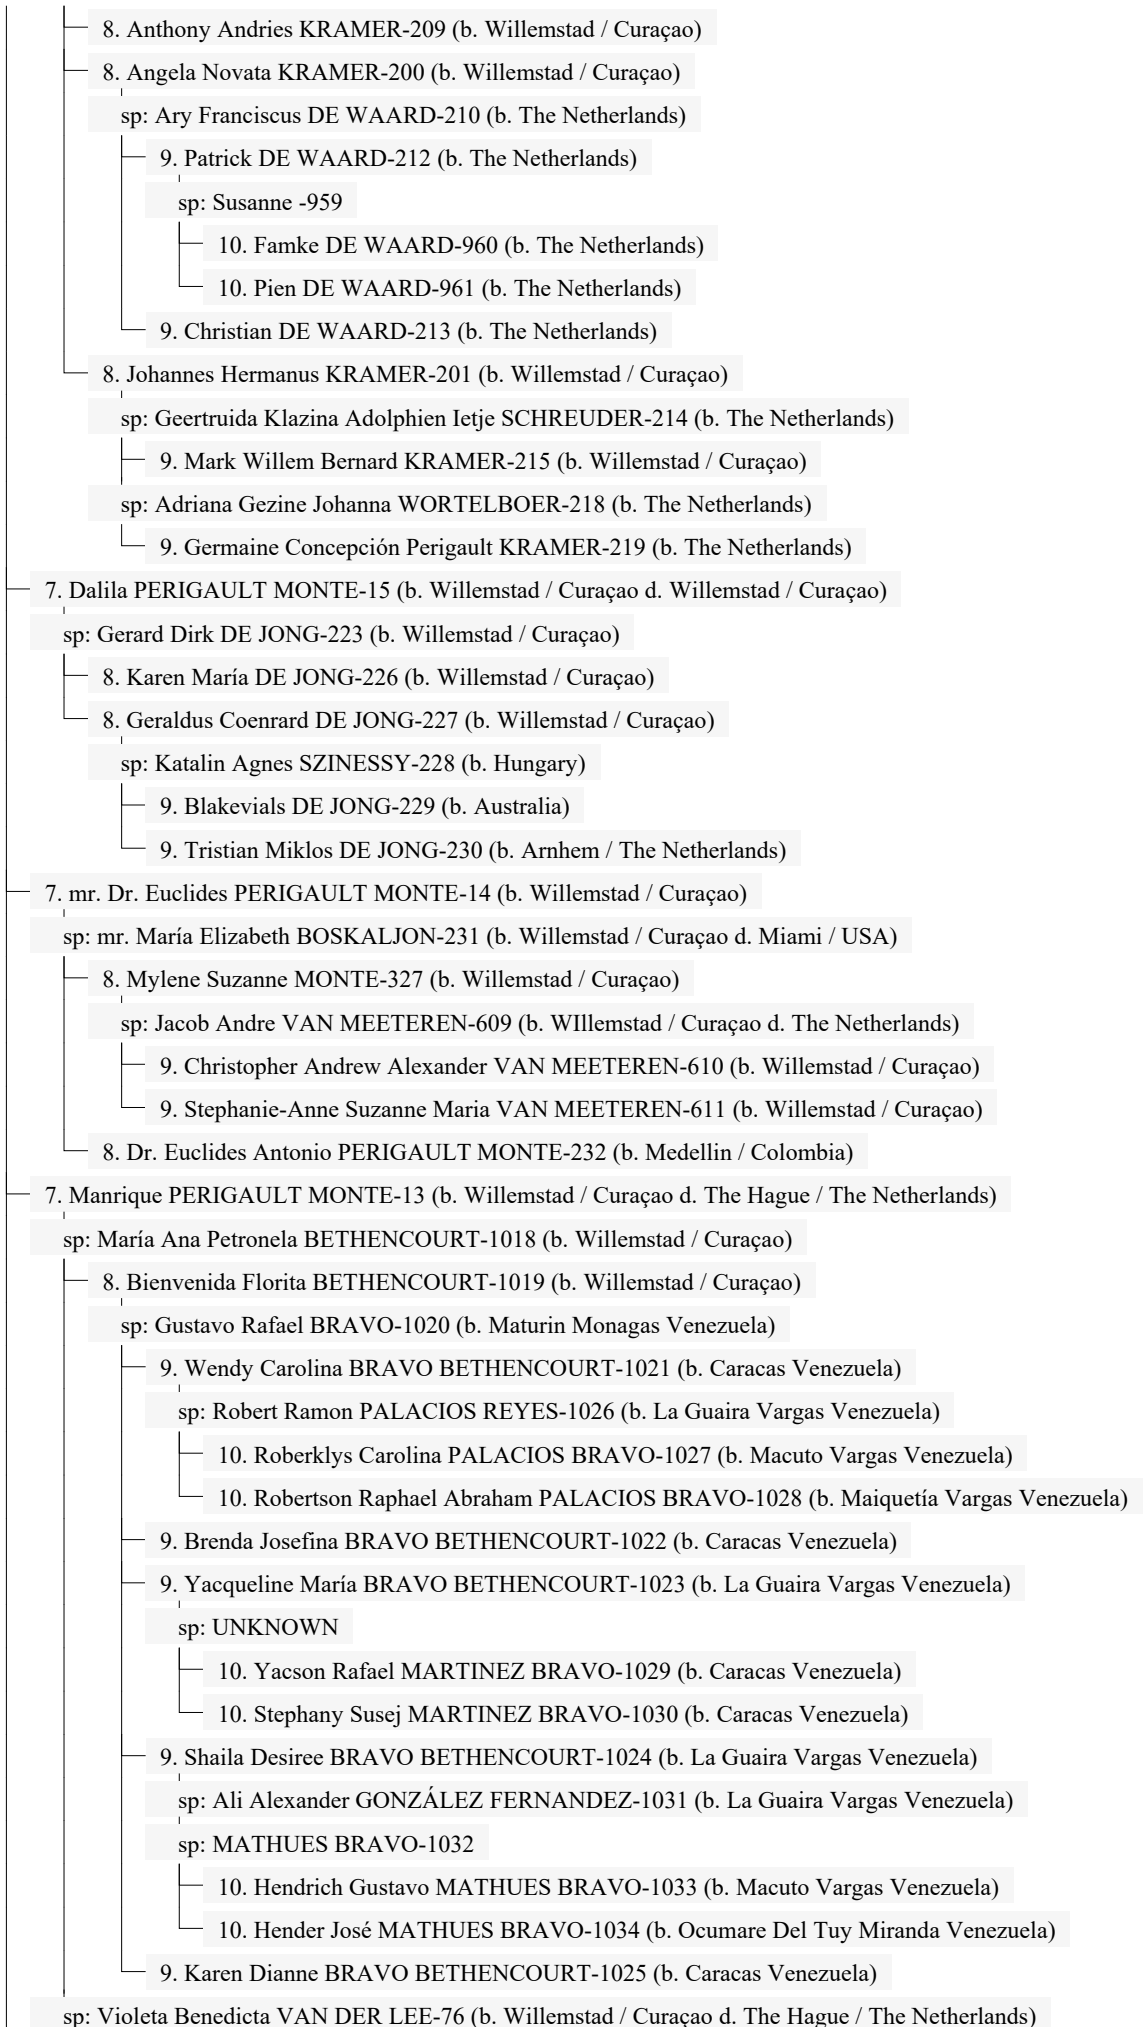 8. Anthony Andries KRAMER-209 (b. Willemstad / Curaçao)
8. Angela Novata KRAMER-200 (b. Willemstad / Curaçao)
sp: Ary Franciscus DE WAARD-210 (b. The Netherlands)
9. Patrick DE WAARD-212 (b. The Netherlands)
sp: Susanne -959
10. Famke DE WAARD-960 (b. The Netherlands)
10. Pien DE WAARD-961 (b. The Netherlands)
9. Christian DE WAARD-213 (b. The Netherlands)
8. Johannes Hermanus KRAMER-201 (b. Willemstad / Curaçao)
sp: Geertruida Klazina Adolphien Ietje SCHREUDER-214 (b. The Netherlands)
9. Mark Willem Bernard KRAMER-215 (b. Willemstad / Curaçao)
sp: Adriana Gezine Johanna WORTELBOER-218 (b. The Netherlands)
9. Germaine Concepción Perigault KRAMER-219 (b. The Netherlands)
7. Dalila PERIGAULT MONTE-15 (b. Willemstad / Curaçao d. Willemstad / Curaçao)
sp: Gerard Dirk DE JONG-223 (b. Willemstad / Curaçao)
8. Karen María DE JONG-226 (b. Willemstad / Curaçao)
8. Geraldus Coenrard DE JONG-227 (b. Willemstad / Curaçao)
sp: Katalin Agnes SZINESSY-228 (b. Hungary)
9. Blakevials DE JONG-229 (b. Australia)
9. Tristian Miklos DE JONG-230 (b. Arnhem / The Netherlands)
7. mr. Dr. Euclides PERIGAULT MONTE-14 (b. Willemstad / Curaçao)
sp: mr. María Elizabeth BOSKALJON-231 (b. Willemstad / Curaçao d. Miami / USA)
8. Mylene Suzanne MONTE-327 (b. Willemstad / Curaçao)
sp: Jacob Andre VAN MEETEREN-609 (b. WIllemstad / Curaçao d. The Netherlands)
9. Christopher Andrew Alexander VAN MEETEREN-610 (b. Willemstad / Curaçao)
9. Stephanie-Anne Suzanne Maria VAN MEETEREN-611 (b. Willemstad / Curaçao)
8. Dr. Euclides Antonio PERIGAULT MONTE-232 (b. Medellin / Colombia)
7. Manrique PERIGAULT MONTE-13 (b. Willemstad / Curaçao d. The Hague / The Netherlands)
sp: María Ana Petronela BETHENCOURT-1018 (b. Willemstad / Curaçao)
8. Bienvenida Florita BETHENCOURT-1019 (b. Willemstad / Curaçao)
sp: Gustavo Rafael BRAVO-1020 (b. Maturin Monagas Venezuela)
9. Wendy Carolina BRAVO BETHENCOURT-1021 (b. Caracas Venezuela)
sp: Robert Ramon PALACIOS REYES-1026 (b. La Guaira Vargas Venezuela)
10. Roberklys Carolina PALACIOS BRAVO-1027 (b. Macuto Vargas Venezuela)
10. Robertson Raphael Abraham PALACIOS BRAVO-1028 (b. Maiquetía Vargas Venezuela)
9. Brenda Josefina BRAVO BETHENCOURT-1022 (b. Caracas Venezuela)
9. Yacqueline María BRAVO BETHENCOURT-1023 (b. La Guaira Vargas Venezuela)
sp: UNKNOWN
10. Yacson Rafael MARTINEZ BRAVO-1029 (b. Caracas Venezuela)
10. Stephany Susej MARTINEZ BRAVO-1030 (b. Caracas Venezuela)
9. Shaila Desiree BRAVO BETHENCOURT-1024 (b. La Guaira Vargas Venezuela)
sp: Ali Alexander GONZÁLEZ FERNANDEZ-1031 (b. La Guaira Vargas Venezuela)
sp: MATHUES BRAVO-1032
10. Hendrich Gustavo MATHUES BRAVO-1033 (b. Macuto Vargas Venezuela)
10. Hender José MATHUES BRAVO-1034 (b. Ocumare Del Tuy Miranda Venezuela)
9. Karen Dianne BRAVO BETHENCOURT-1025 (b. Caracas Venezuela)
sp: Violeta Benedicta VAN DER LEE-76 (b. Willemstad / Curaçao d. The Hague / The Netherlands)